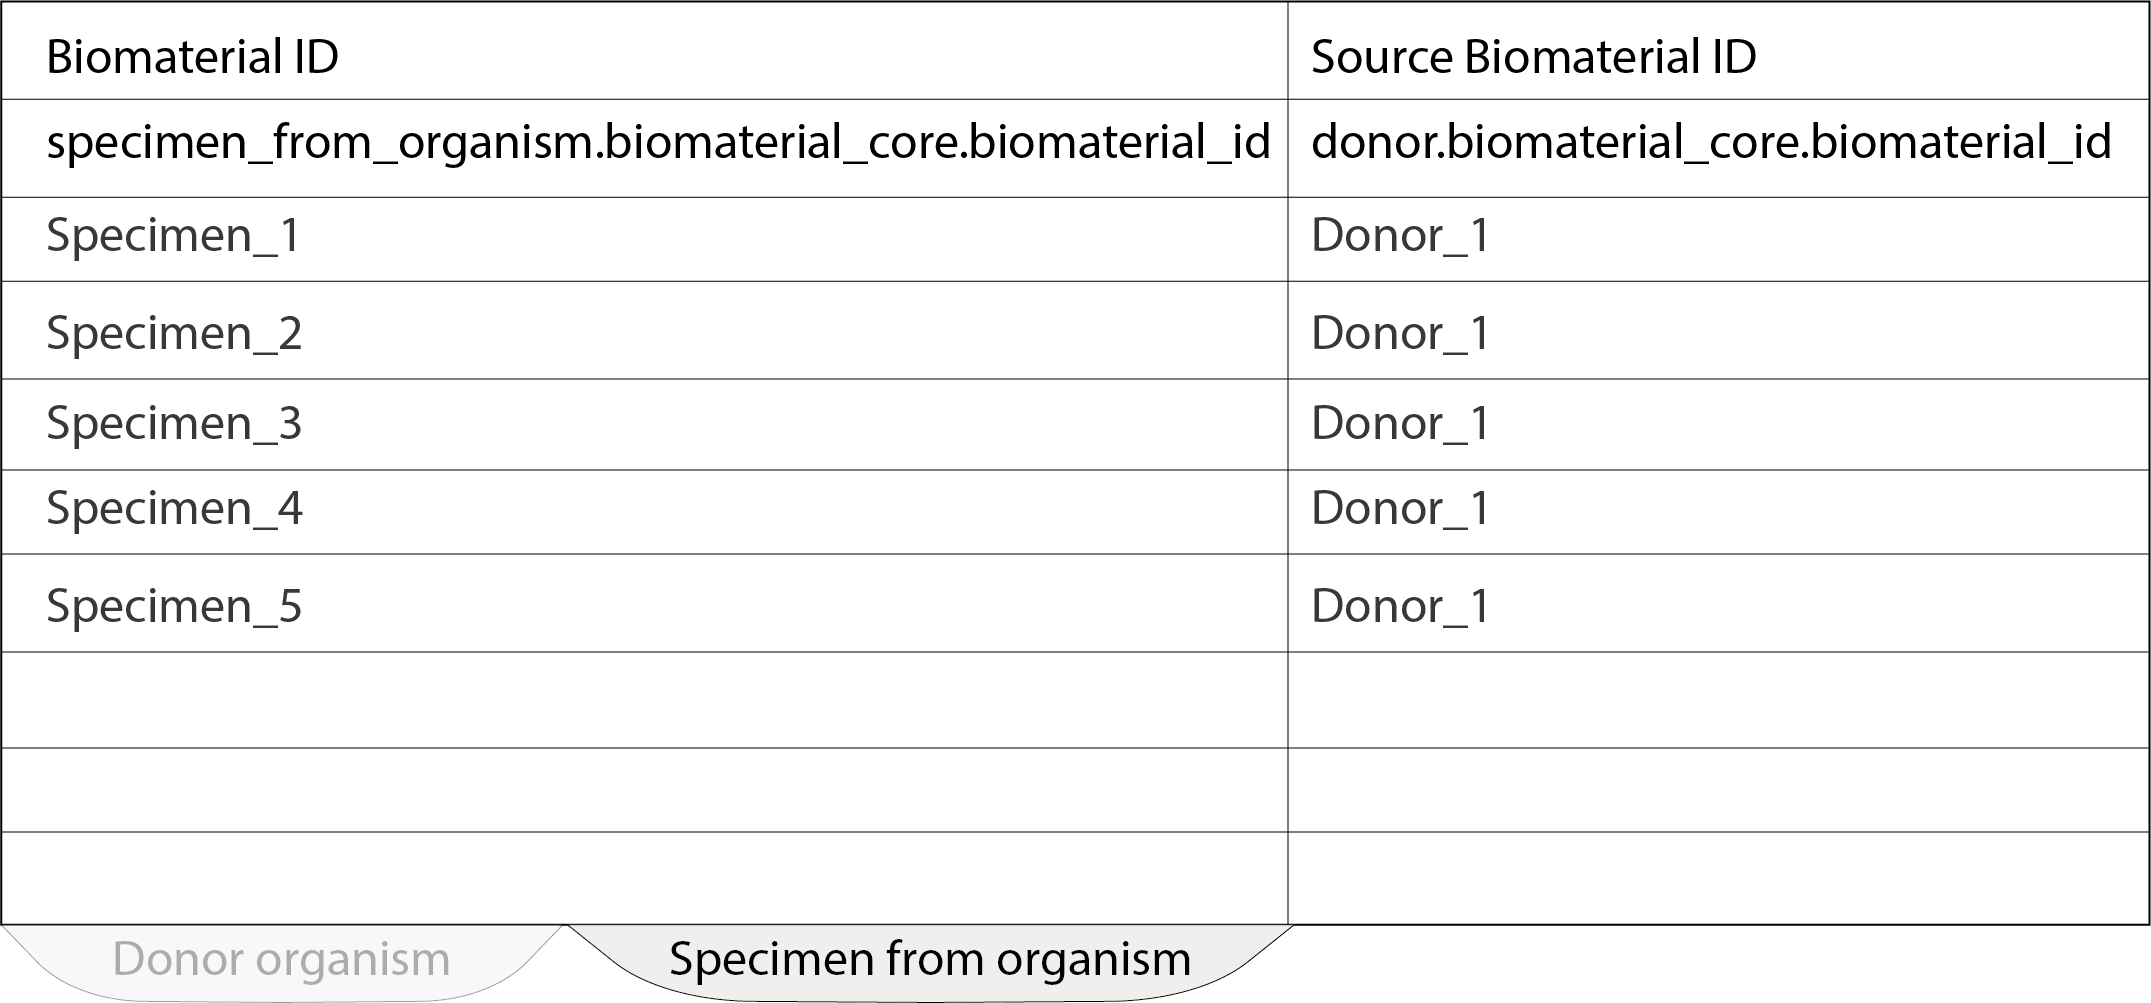 Biomaterial ID Source Biomaterial ID
specimen_from_organism.biomaterial_core.biomaterial_id donor.biomaterial_core.biomaterial_id
Specimen_1 Donor_1
Specimen_2 Donor_1
Specimen_3 Donor_1
Specimen_4 Donor_1
Specimen_5 Donor_1
Donor organism Specimen from organism